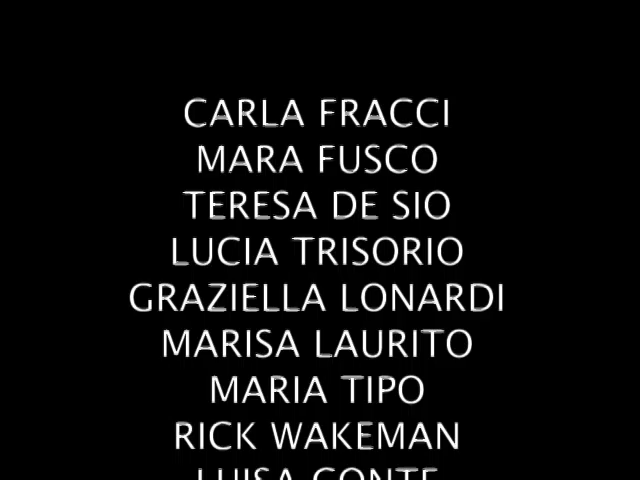 CARLA FRACCI
MARA FUSCO
TERESA DE SIO
LUCIA TRISORIO
GRAZIELLA LONARDI
MARISA LAURITO
MARIA TIPO
RICK WAKEMAN
LUISA CONTE